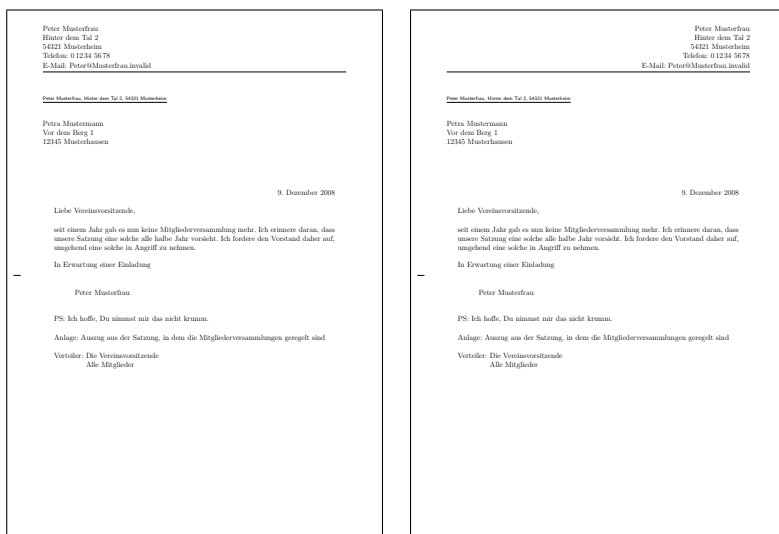 Peter Musterfrau
Hinter dem Tal 2
54321 Musterheim
Telefon: 0 1234 56 78
E-Mail: Peter@Musterfrau.invalid
Peter Musterfrau, Hinter dem Tal 2, 54321 Musterheim
Petra Mustermann
Vor dem Berg 1
12345 Musterhausen
9. Dezember 2008
Liebe Vereinsvorsitzende,
seit einem Jahr gab es nun keine Mitgliederversammlung mehr. Ich erinnere daran, dass
unsere Satzung eine solche alle halbe Jahr vorsieht. Ich fordere den Vorstand daher auf,
umgehend eine solche in Angriff zu nehmen.
In Erwartung einer Einladung
Peter Musterfrau
PS: Ich hoffe, Du nimmst mir das nicht krumm.
Anlage: Auszug aus der Satzung, in dem die Mitgliederversammlungen geregelt sind
Verteiler: Die Vereinsvorsitzende
Alle Mitglieder
Peter Musterfrau
Hinter dem Tal 2
54321 Musterheim
Telefon: 0 1234 56 78
E-Mail: Peter@Musterfrau.invalid
Peter Musterfrau, Hinter dem Tal 2, 54321 Musterheim
Petra Mustermann
Vor dem Berg 1
12345 Musterhausen
9. Dezember 2008
Liebe Vereinsvorsitzende,
seit einem Jahr gab es nun keine Mitgliederversammlung mehr. Ich erinnere daran, dass
unsere Satzung eine solche alle halbe Jahr vorsieht. Ich fordere den Vorstand daher auf,
umgehend eine solche in Angriff zu nehmen.
In Erwartung einer Einladung
Peter Musterfrau
PS: Ich hoffe, Du nimmst mir das nicht krumm.
Anlage: Auszug aus der Satzung, in dem die Mitgliederversammlungen geregelt sind
Verteiler: Die Vereinsvorsitzende
Alle Mitglieder